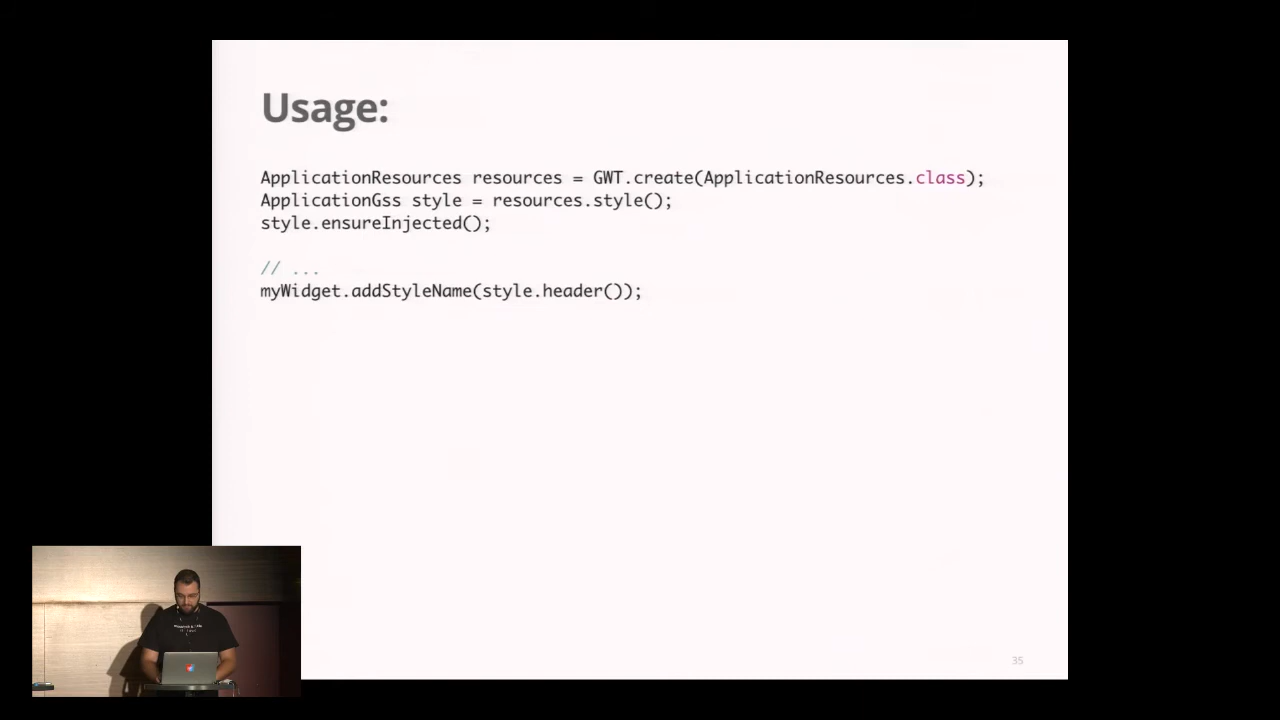 Usage:
ApplicationResources resources = GWT.create(ApplicationResources.class);
ApplicationGss style = resources.style();
style.ensureInjected();
// ...
myWidget.addStyleName(style.header());
35